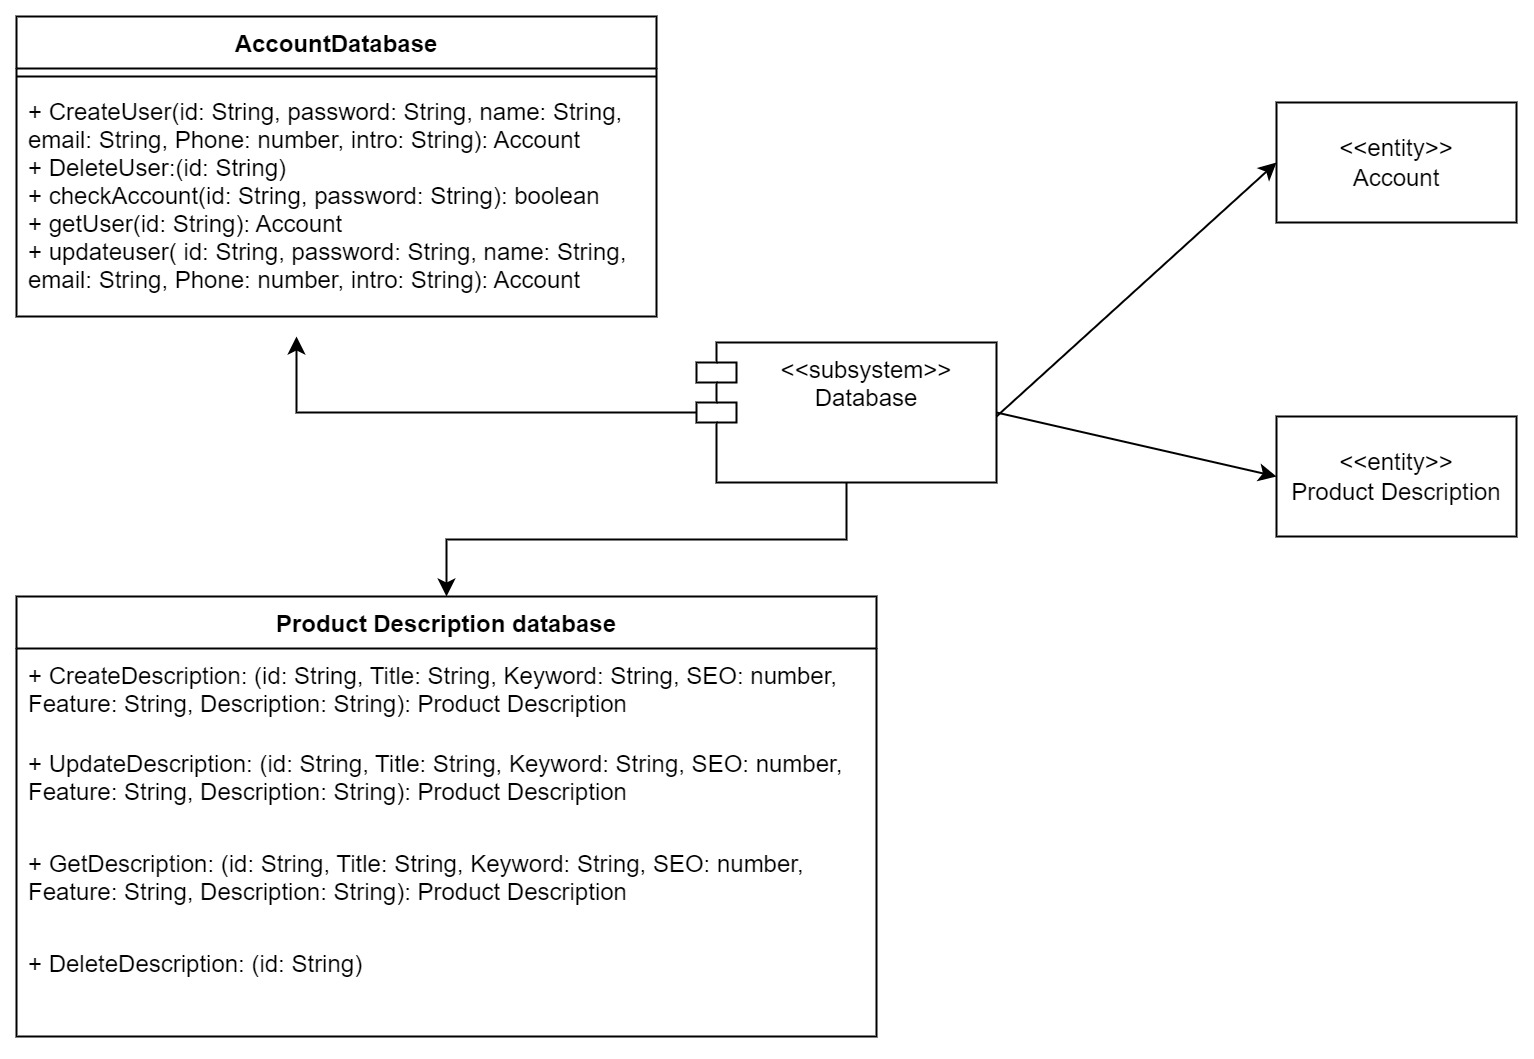 AccountDatabase
+ CreateUser(id: String, password: String, name: String,
email: String, Phone: number, intro: String): Account
+ DeleteUser:(id: String)
+ checkAccount(id: String, password: String): boolean
+ getUser(id: String): Account
+ updateuser( id: String, password: String, name: String,
email: String, Phone: number, intro: String): Account
<<entity>>
Account
<<subsystem>>
Database
<<entity>>
Product Description
Product Description database
+ CreateDescription: (id: String, Title: String, Keyword: String, SEO: number,
Feature: String, Description: String): Product Description
+ UpdateDescription: (id: String, Title: String, Keyword: String, SEO: number,
Feature: String, Description: String): Product Description
+ GetDescription: (id: String, Title: String, Keyword: String, SEO: number,
Feature: String, Description: String): Product Description
+ DeleteDescription: (id: String)